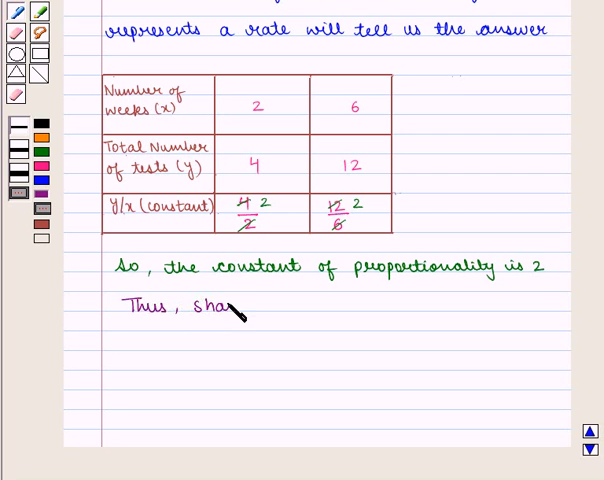 represents a rate will tell us the answer
Number of weeks (x) 2 6
Total Number of tests (y) 4 12
y/x (constant) 4/2 2 12/6 2
So, the constant of proportionality is 2
Thus, sha